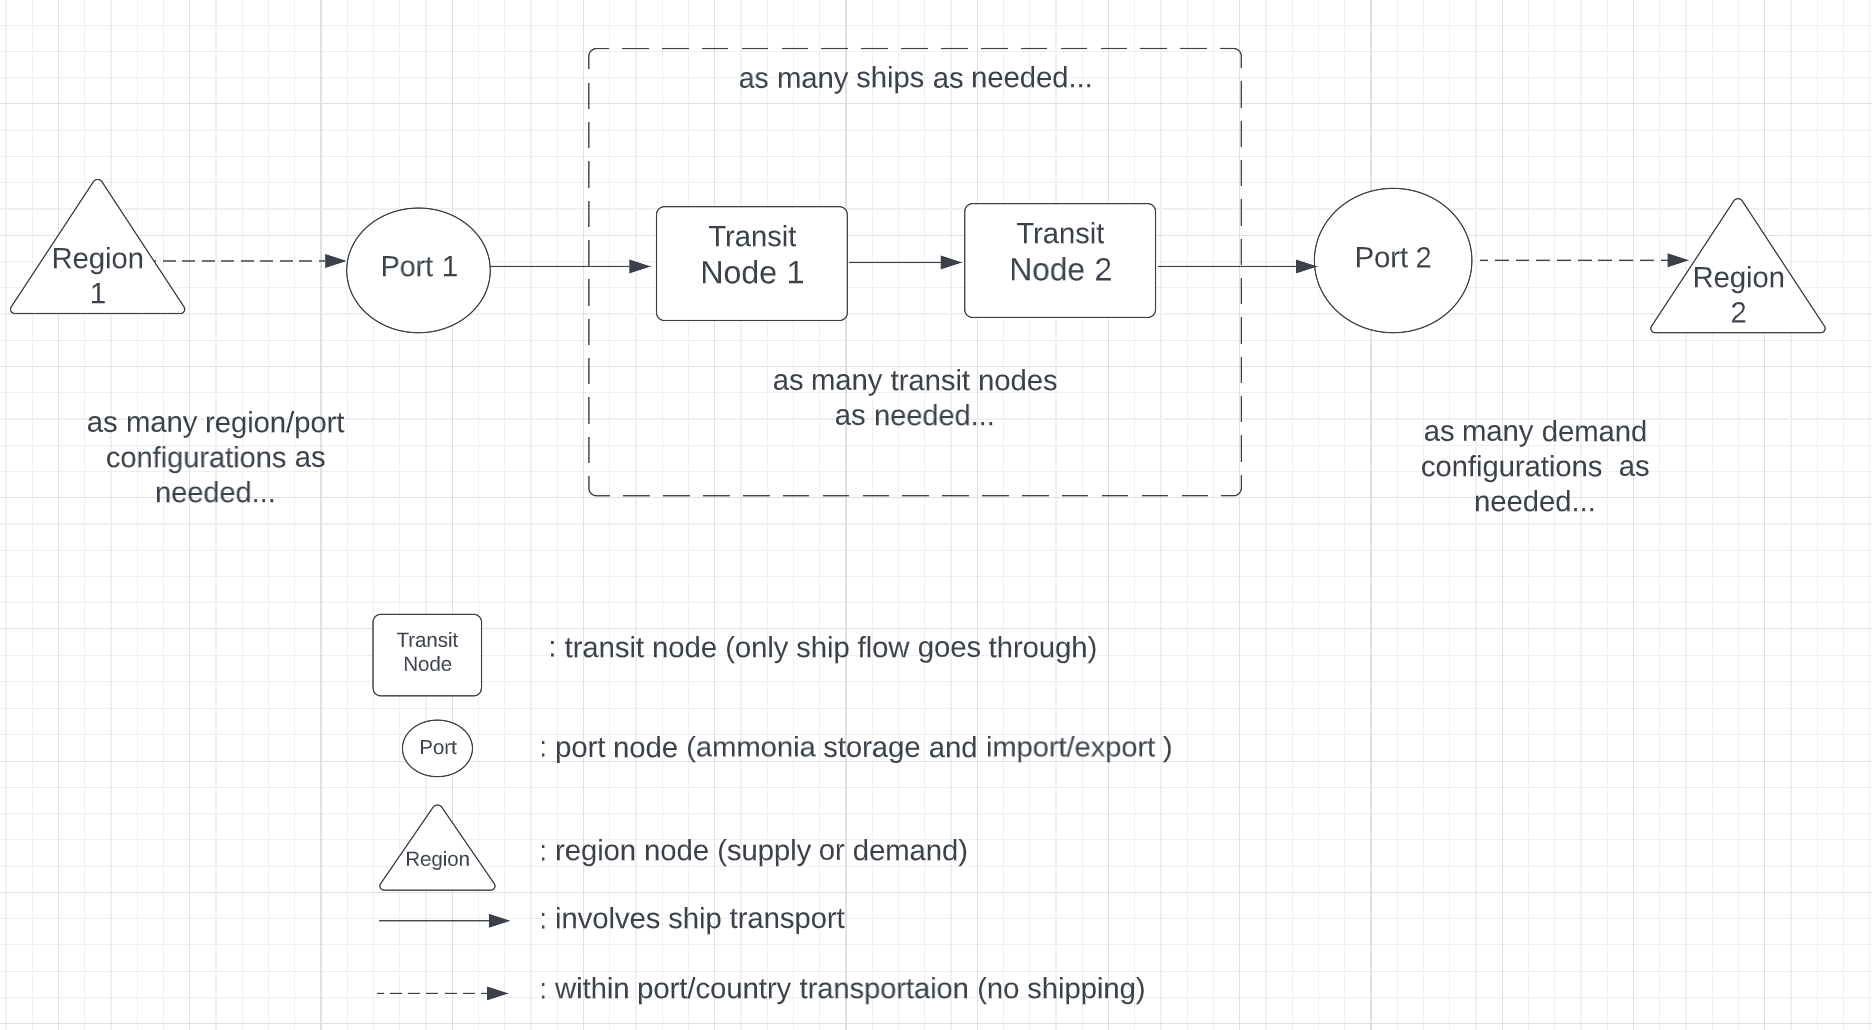 as many ships as needed...
Region
1
Port 1
Transit
Node 1
Transit
Node 2
Port 2
Region
2
as many transit nodes
as needed...
as many region/port
configurations as
needed...
as many demand
configurations  as
needed...
Transit
Node
: transit node (only ship flow goes through)
Port
: port node (ammonia storage and import/export )
Region
: region node (supply or demand)
: involves ship transport
: within port/country transportaion (no shipping)